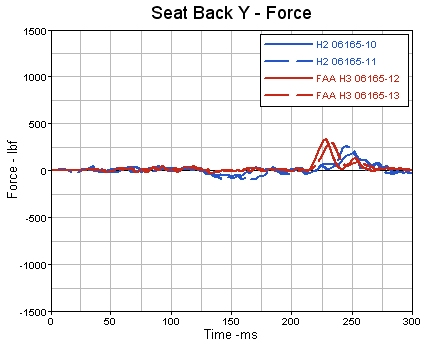 Seat Back Y - Force
H2 06165-10
H2 06165-11
FAA H3 06165-12
FAA H3 06165-13
1500
1000
500
0
-500
-1000
-1500
Force - lbf
0 50 100 150 200 250 300
Time -ms